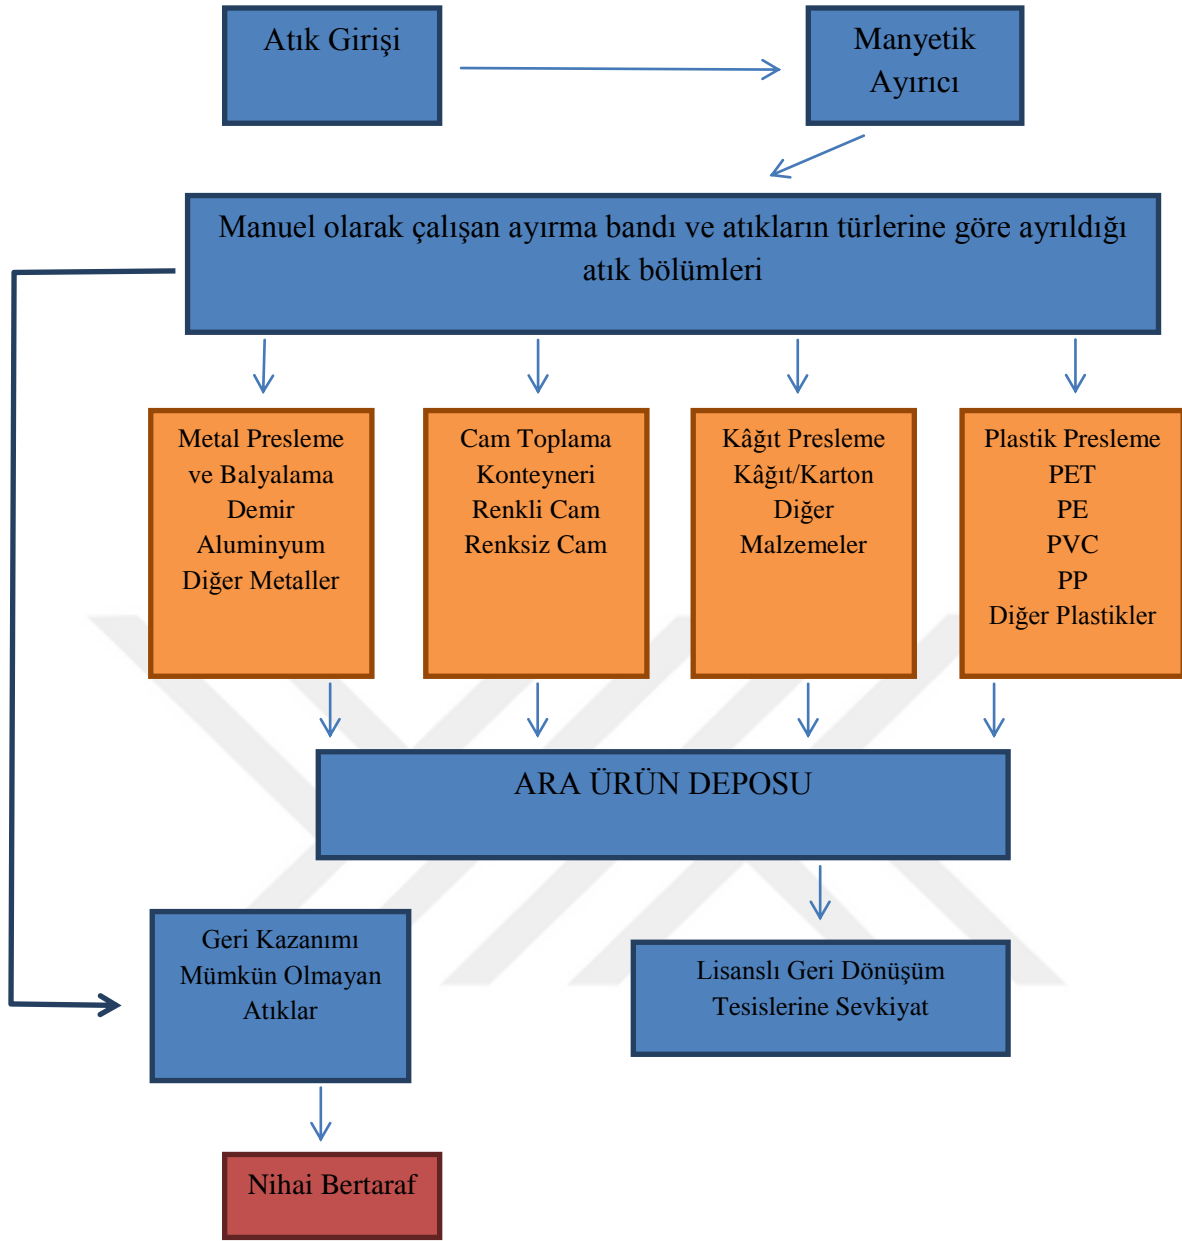 Atık Girişi
Manyetik
Ayırıcı
Manuel olarak çalışan ayırma bandı ve atıkların türlerine göre ayrıldığı
atık bölümleri
Metal Presleme
ve Balyalama
Demir
Aluminyum
Diğer Metaller
Cam Toplama
Konteyneri
Renkli Cam
Renksiz Cam
Kâğıt Presleme
Kâğıt/Karton
Diğer
Malzemeler
Plastik Presleme
PET
PE
PVC
PP
Diğer Plastikler
ARA ÜRÜN DEPOSU
Geri Kazanımı
Mümkün Olmayan
Atıklar
Lisanslı Geri Dönüşüm
Tesislerine Sevkiyat
Nihai Bertaraf